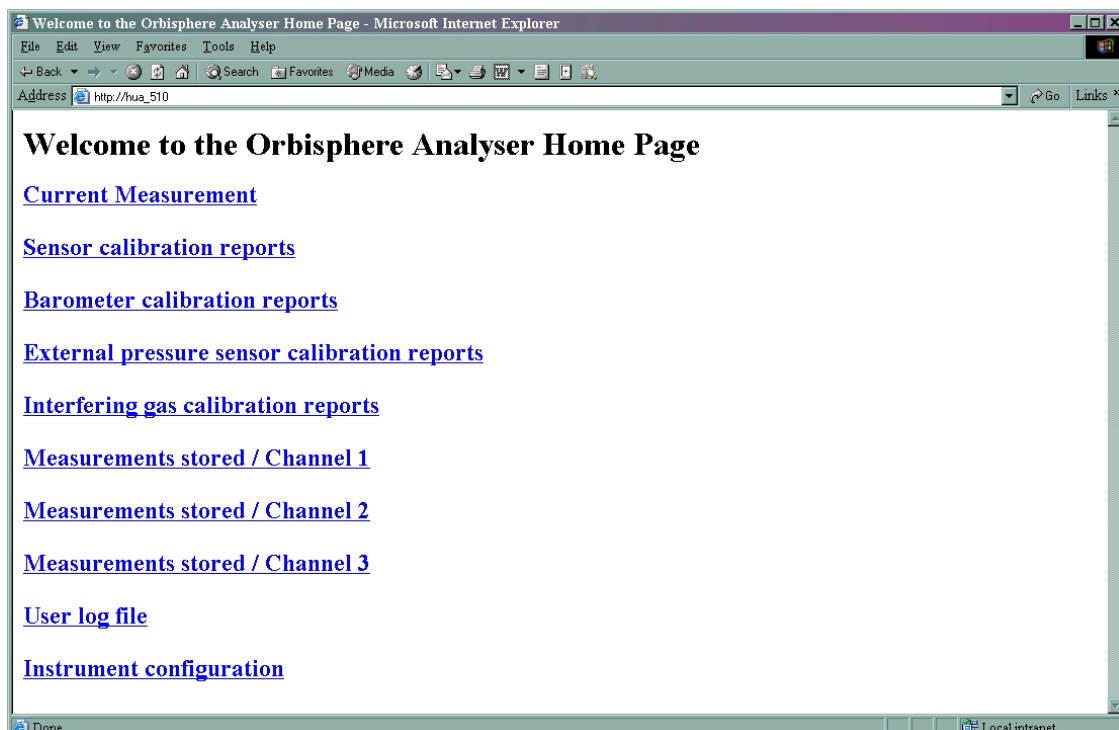 Welcome to the Orbisphere Analyser Home Page - Microsoft Internet Explorer
File Edit View Favorites Tools Help
Back Search Favorites Media
Address http://hua_510 Go Links »
Welcome to the Orbisphere Analyser Home Page
Current Measurement
Sensor calibration reports
Barometer calibration reports
External pressure sensor calibration reports
Interfering gas calibration reports
Measurements stored / Channel 1
Measurements stored / Channel 2
Measurements stored / Channel 3
User log file
Instrument configuration
Done Local intranet